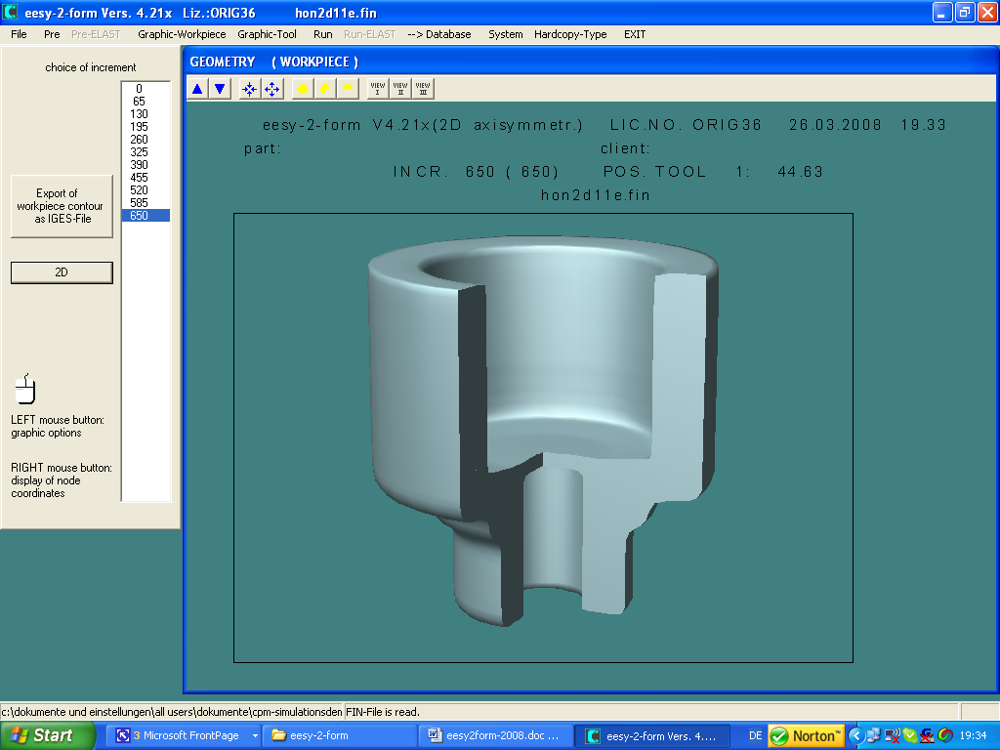 eesy-2-form Vers. 4.21x Liz.:ORIG36 hon2d11e.fin
File Pre Pre-ELAST Graphic-Workpiece Graphic-Tool Run Run-ELAST --> Database System Hardcopy-Type EXIT
choice of increment
0
65
130
195
260
325
390
455
520
585
650
Export of
workpiece contour
as IGES-File
2D
LEFT mouse button:
graphic options
RIGHT mouse button:
display of node
coordinates
GEOMETRY ( WORKPIECE )
VIEW I VIEW II VIEW III
eesy-2-form V4.21x(2D axisymmetr.) LIC.NO. ORIG36 26.03.2008 19.33
part: client:
INCR. 650 ( 650) POS. TOOL 1: 44.63
hon2d11e.fin
c:\dokumente und einstellungen\all users\dokumente\cpm-simulationsden FIN-File is read.
Start 3 Microsoft FrontPage eesy-2-form eesy2form-2008.doc ... eesy-2-form Vers. 4.... DE Norton™ 19:34